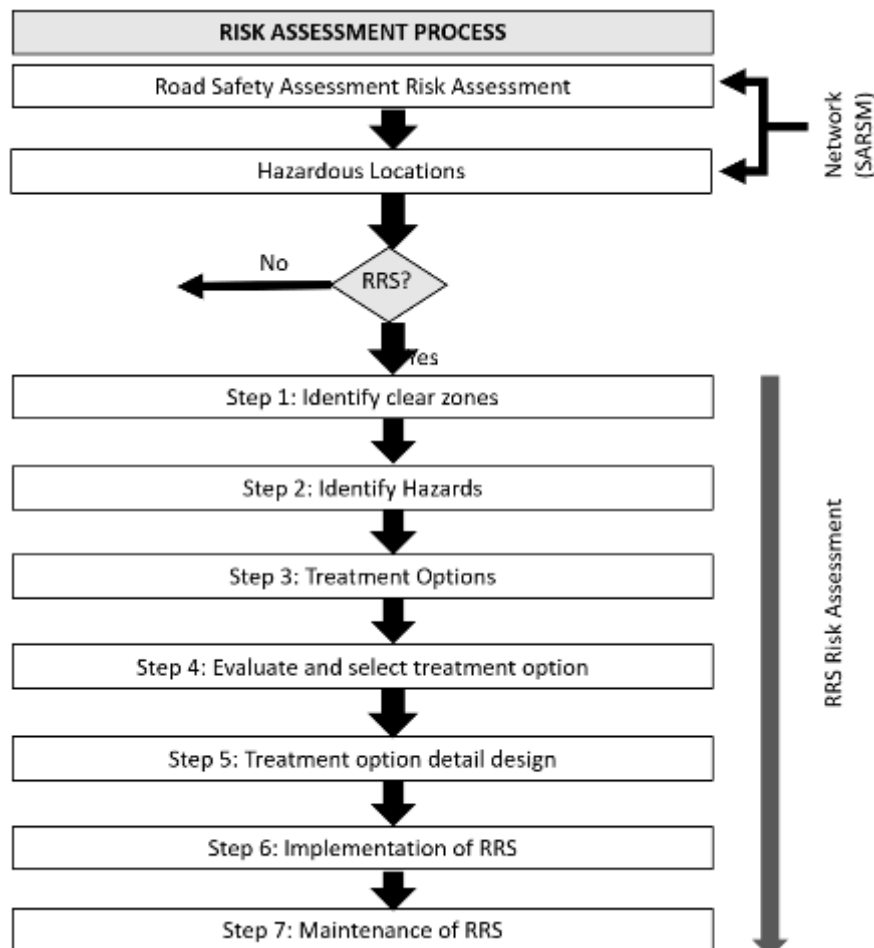 RISK ASSESSMENT PROCESS
Road Safety Assessment Risk Assessment
Hazardous Locations
Network
(SARSM)
No
RRS?
Yes
Step 1: Identify clear zones
Step 2: Identify Hazards
Step 3: Treatment Options
Step 4: Evaluate and select treatment option
Step 5: Treatment option detail design
Step 6: Implementation of RRS
Step 7: Maintenance of RRS
RRS Risk Assessment